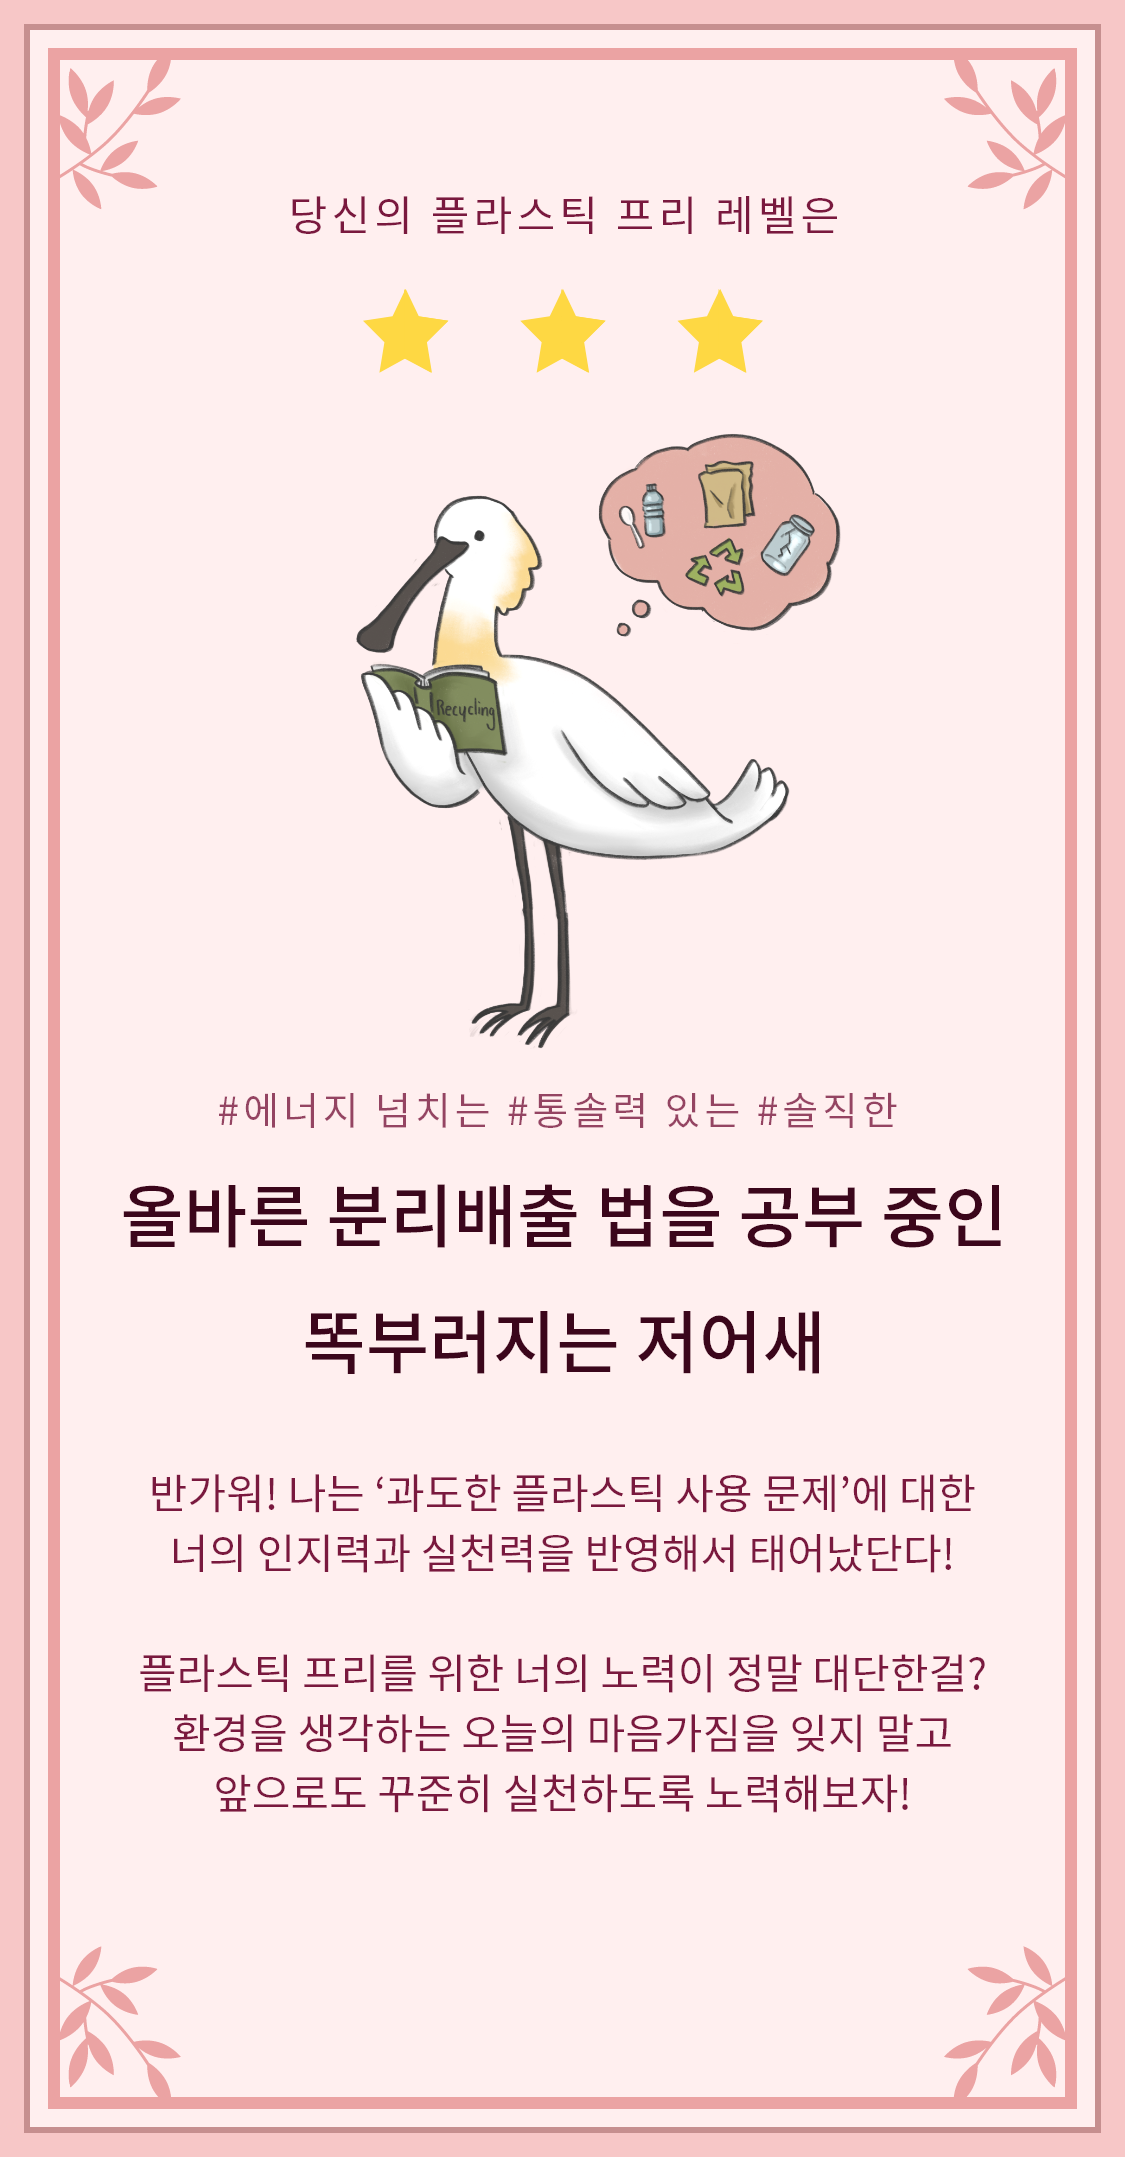 당신의 플라스틱 프리 레벨은
Recycling
#에너지 넘치는 #통솔력 있는 #솔직한
올바른 분리배출 법을 공부 중인
똑부러지는 저어새
반가워! 나는 ‘과도한 플라스틱 사용 문제’에 대한
너의 인지력과 실천력을 반영해서 태어났단다!
플라스틱 프리를 위한 너의 노력이 정말 대단한걸?
환경을 생각하는 오늘의 마음가짐을 잊지 말고
앞으로도 꾸준히 실천하도록 노력해보자!